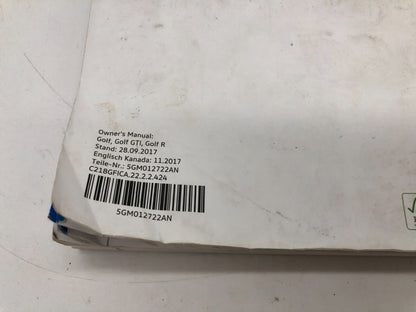 Owner's Manual:
Golf, Golf GTI, Golf R
Stand: 28.09.2017
Englisch Kanada: 11.2017
Teile-Nr.: 5GM012722AN
C218GFICA.22.2.2.424
5GM012722AN